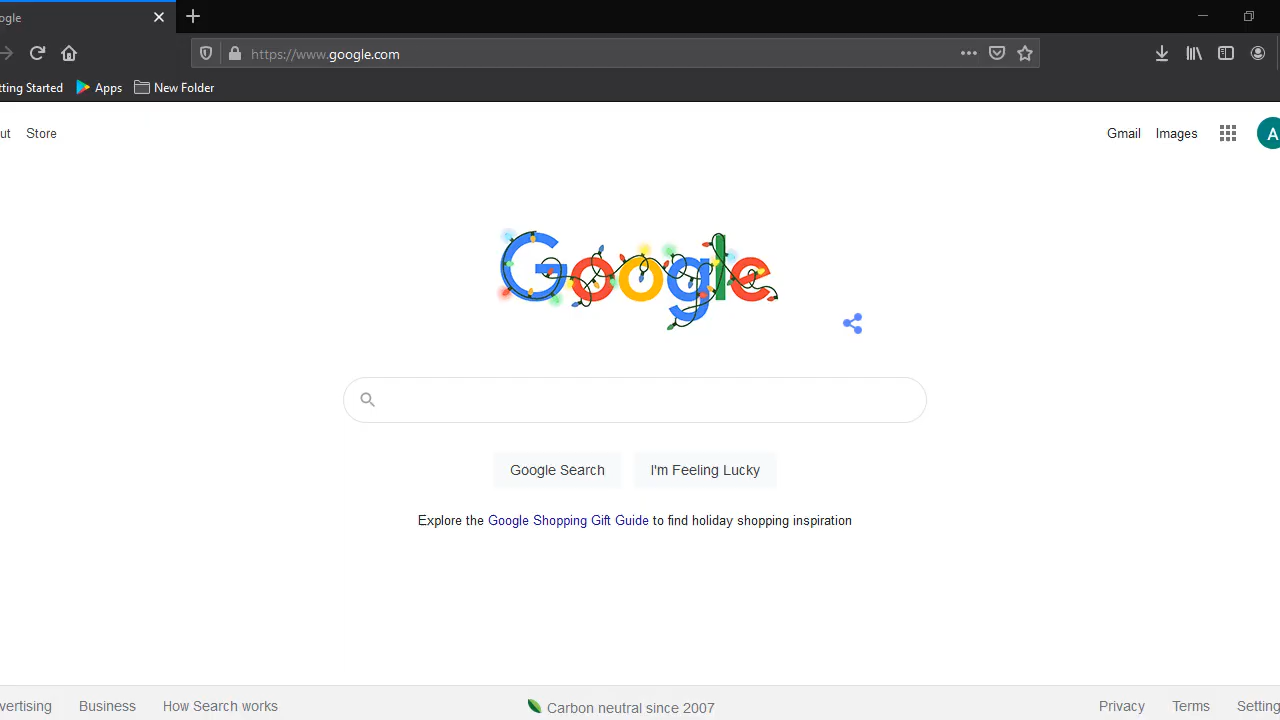 ogle
https://www.google.com
tting Started Apps New Folder
ut Store Gmail Images A
Google
Google Search I'm Feeling Lucky
Explore the Google Shopping Gift Guide to find holiday shopping inspiration
vertising Business How Search works Carbon neutral since 2007 Privacy Terms Setting